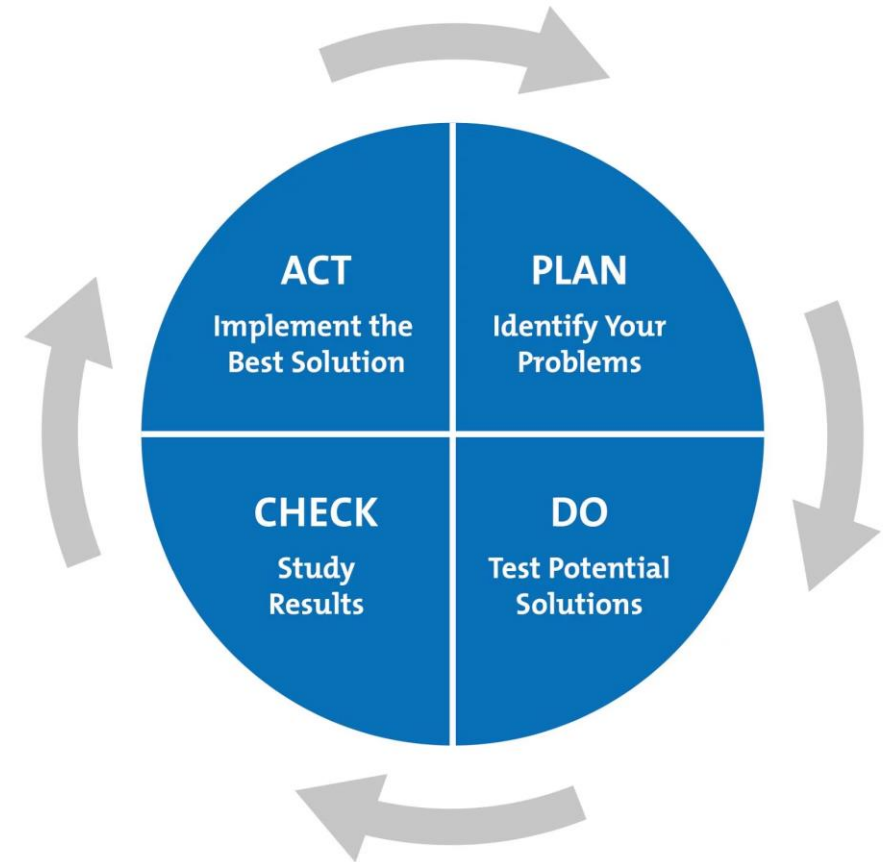 ACT
Implement the
Best Solution
PLAN
Identify Your
Problems
CHECK
Study
Results
DO
Test Potential
Solutions